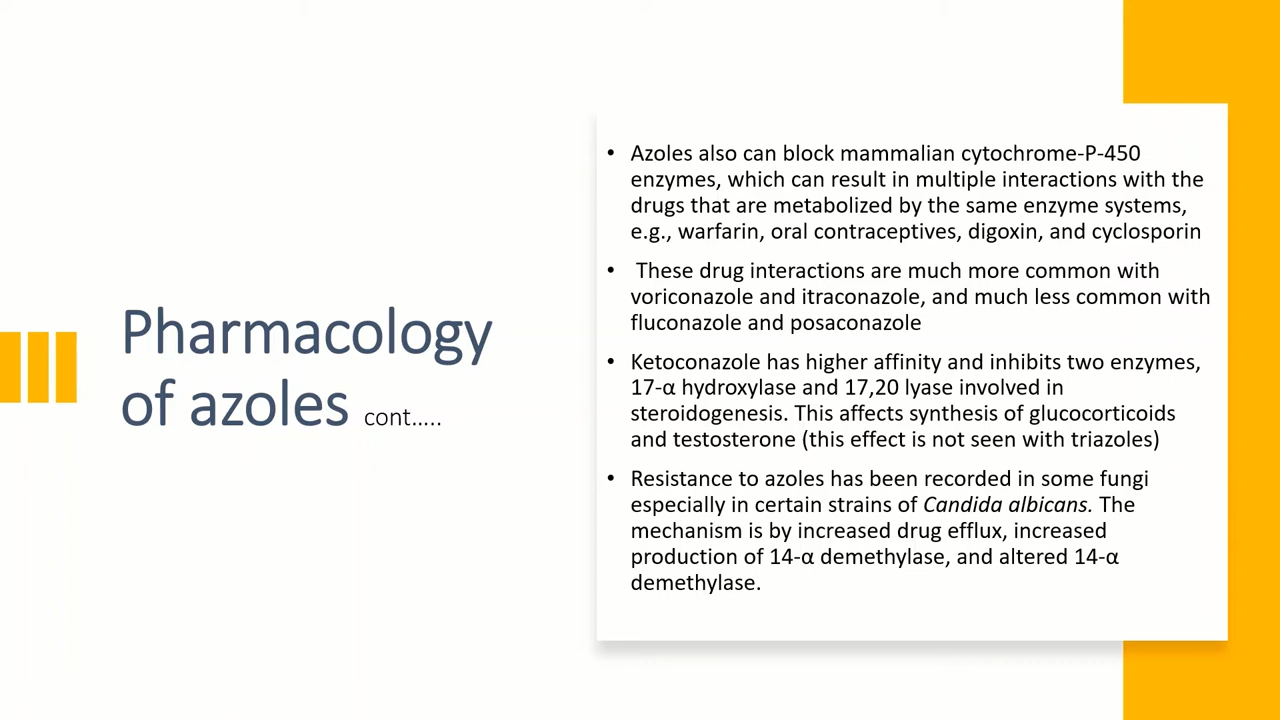 Pharmacology
of azoles cont.....
• Azoles also can block mammalian cytochrome-P-450
enzymes, which can result in multiple interactions with the
drugs that are metabolized by the same enzyme systems,
e.g., warfarin, oral contraceptives, digoxin, and cyclosporin
• These drug interactions are much more common with
voriconazole and itraconazole, and much less common with
fluconazole and posaconazole
• Ketoconazole has higher affinity and inhibits two enzymes,
17-α hydroxylase and 17,20 lyase involved in
steroidogenesis. This affects synthesis of glucocorticoids
and testosterone (this effect is not seen with triazoles)
• Resistance to azoles has been recorded in some fungi
especially in certain strains of Candida albicans. The
mechanism is by increased drug efflux, increased
production of 14-α demethylase, and altered 14-α
demethylase.